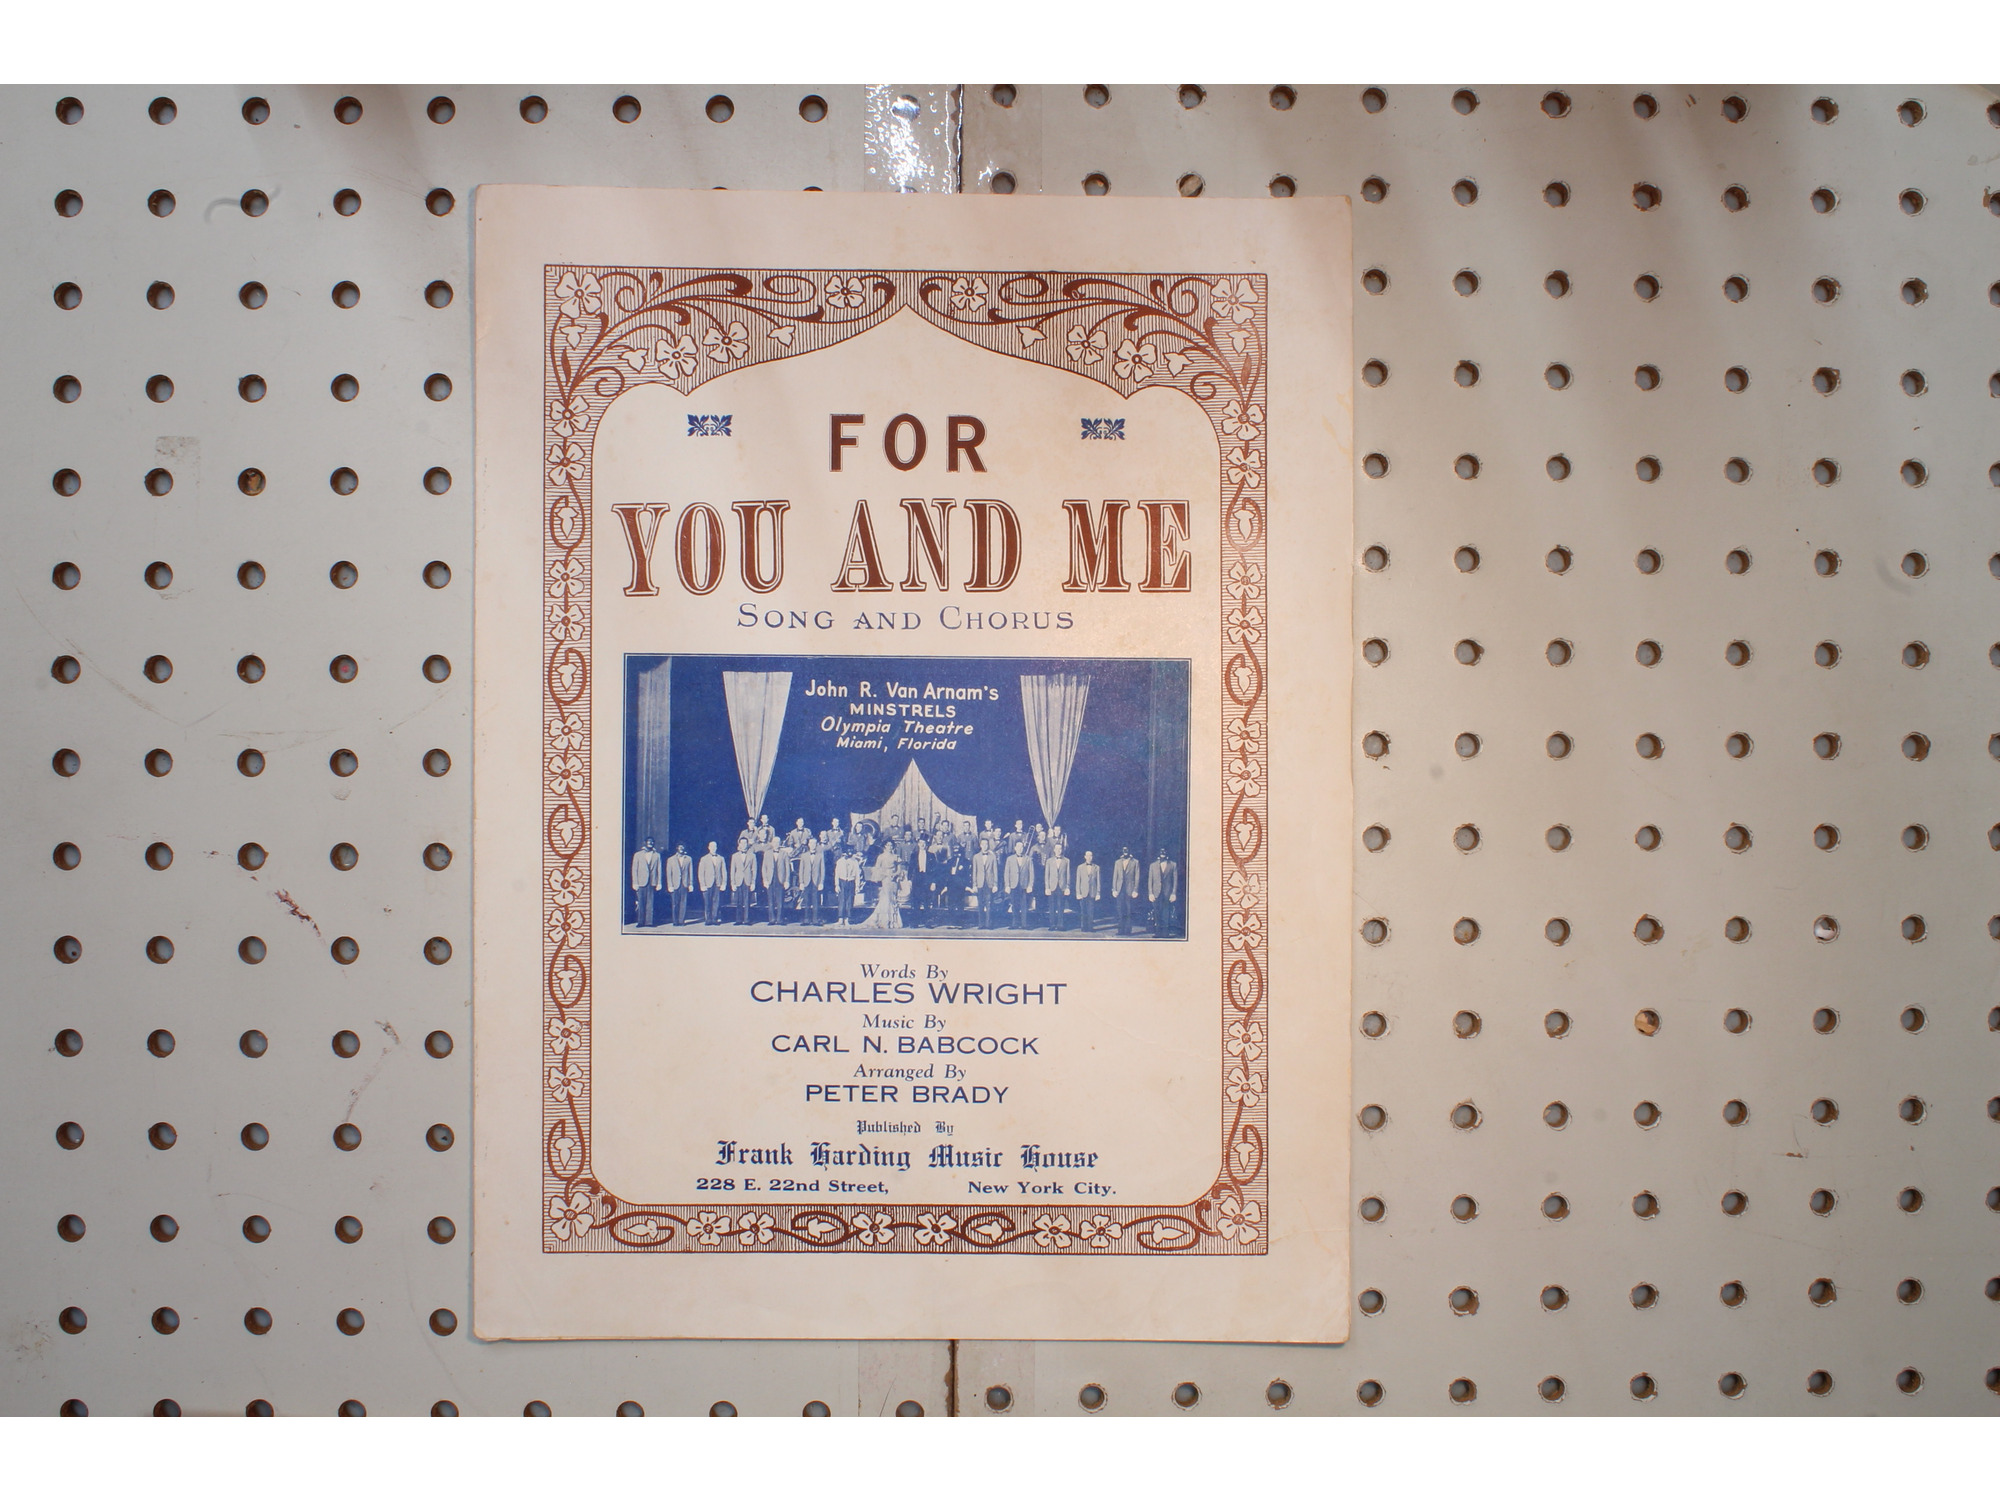 FOR
YOU AND ME
SONG AND CHORUS
John R. Van Arnam's
MINSTRELS
Olympia Theatre
Miami, Florida
Words By
CHARLES WRIGHT
Music By
CARL N. BABCOCK
Arranged By
PETER BRADY
Published By
Frank Harding Music House
228 E. 22nd Street, New York City.